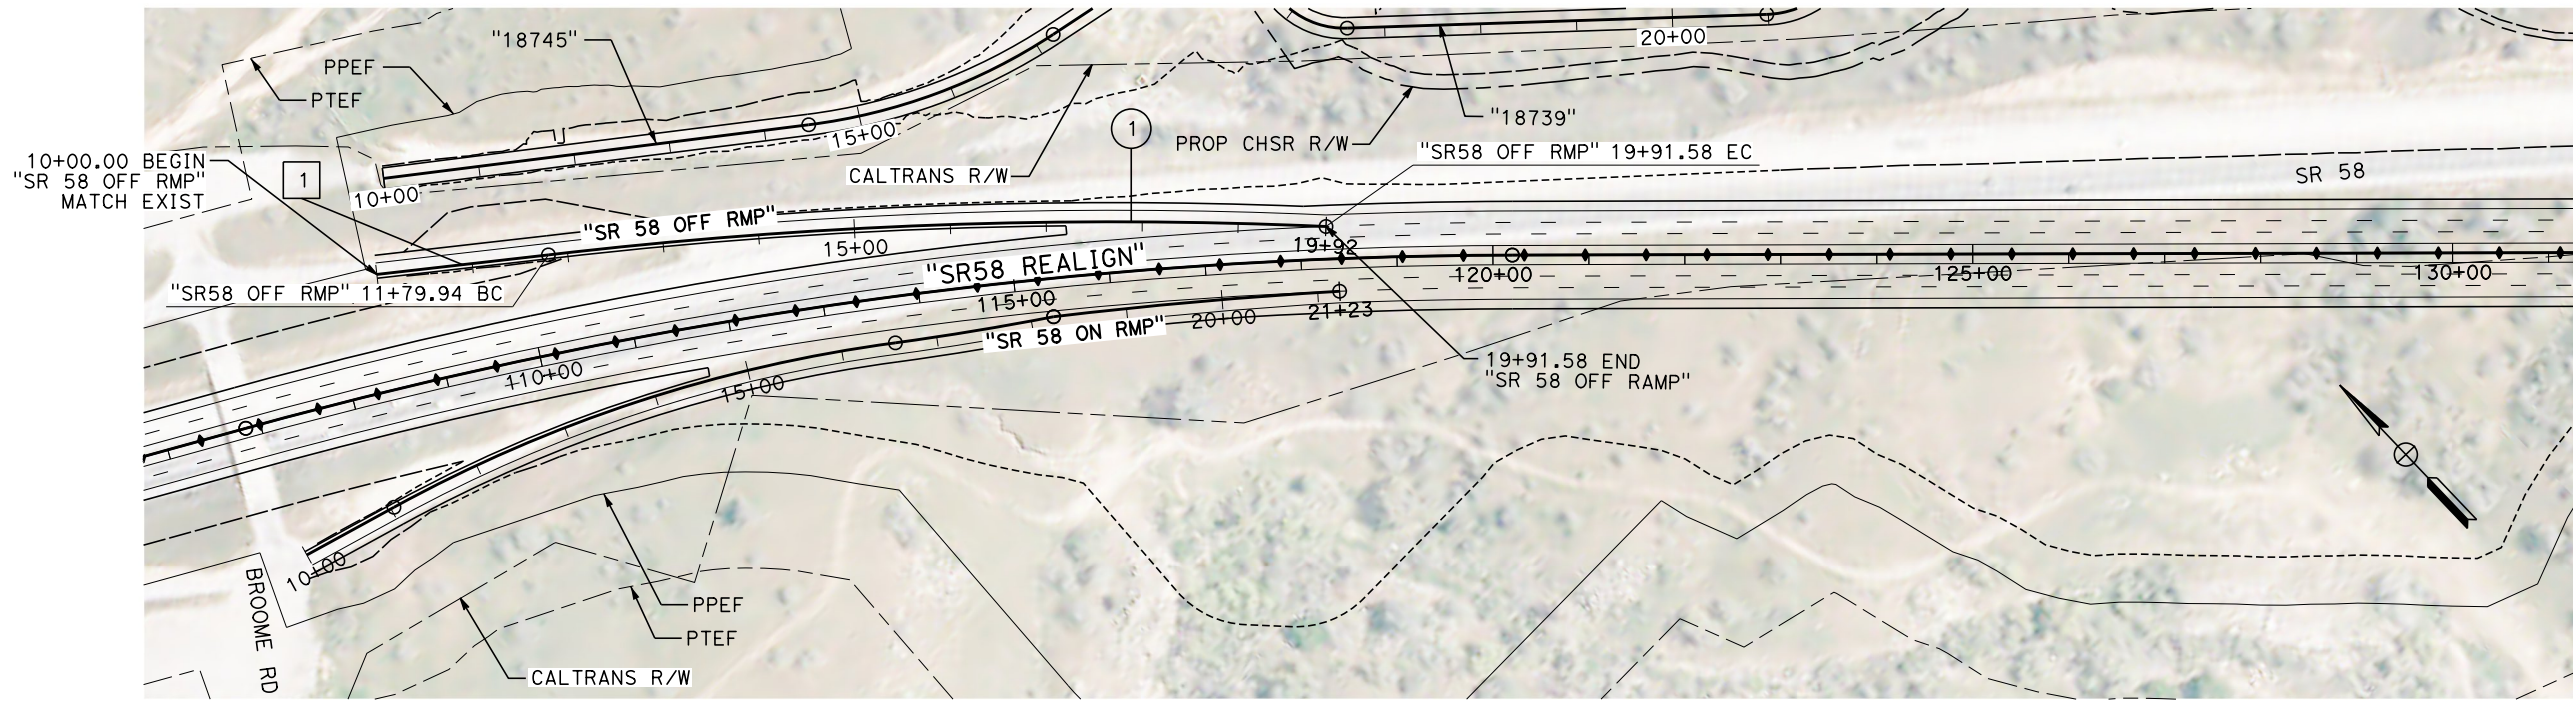 "18745"
20+00
PPEF
PTEF
"18739"
15+00
1
PROP CHSR R/W
"SR58 OFF RMP" 19+91.58 EC
10+00.00 BEGIN
"SR 58 OFF RMP"
MATCH EXIST
1
CALTRANS R/W
SR 58
10+00
"SR 58 OFF RMP"
15+00
19+92
"SR58 REALIGN"
120+00
125+00
130+00
"SR58 OFF RMP" 11+79.94 BC
115+00
20+00
21+23
"SR 58 ON RMP"
19+91.58 END
"SR 58 OFF RAMP"
110+00
15+00
10+00
BROOME RD
PPEF
PTEF
CALTRANS R/W